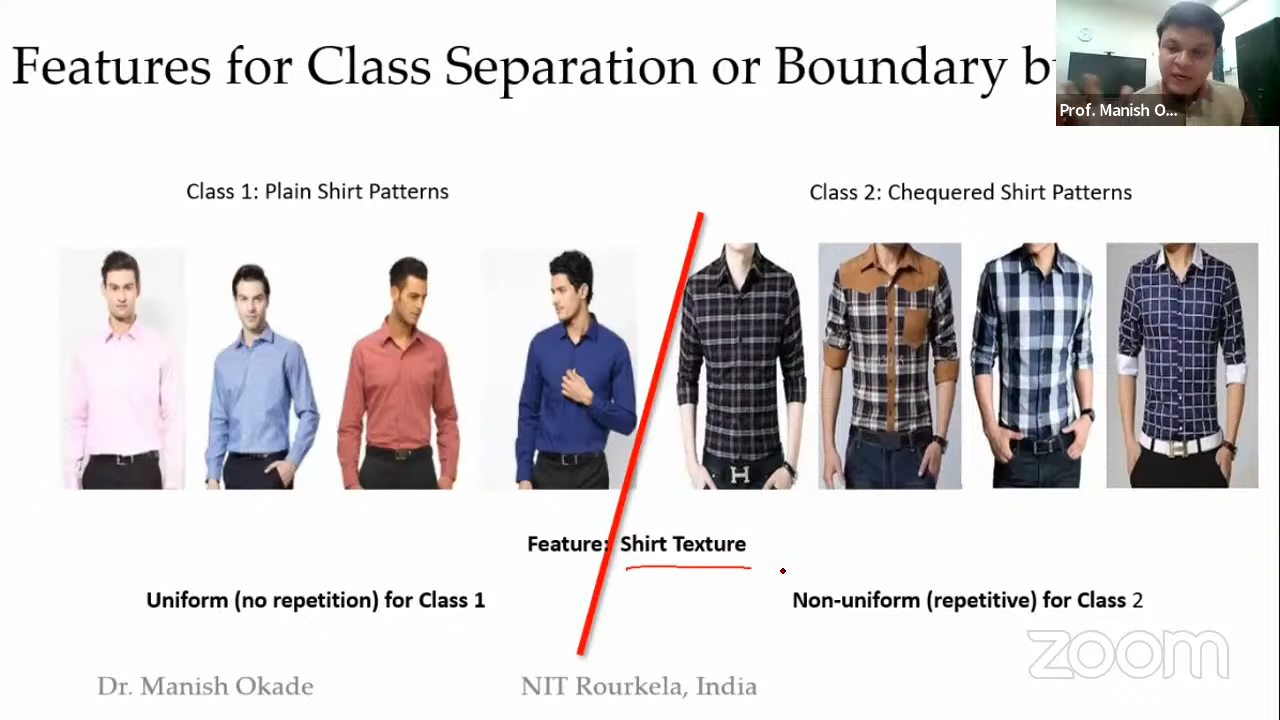 Features for Class Separation or Boundary b
Prof. Manish O...
Class 1: Plain Shirt Patterns
Class 2: Chequered Shirt Patterns
H
Feature: Shirt Texture
Uniform (no repetition) for Class 1
Non-uniform (repetitive) for Class 2
zoom
Dr. Manish Okade
NIT Rourkela, India